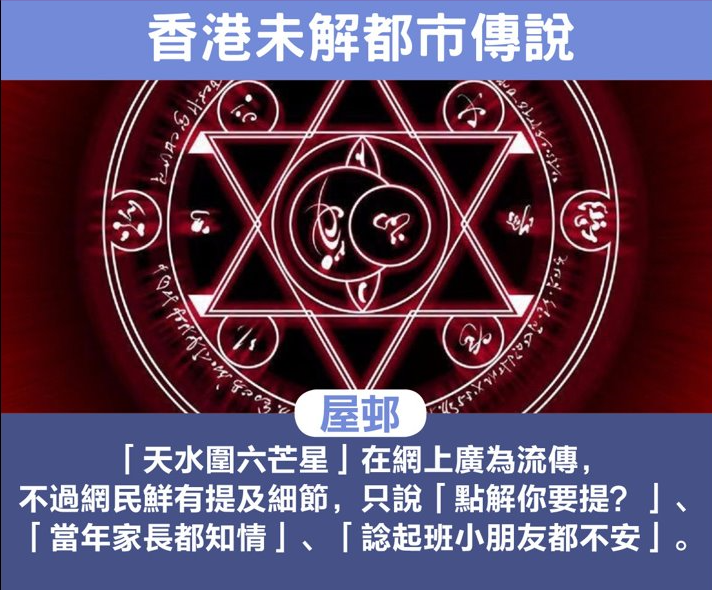 香港未解都市傳說
屋邨
「天水圍六芒星」在網上廣為流傳，
不過網民鮮有提及細節，只說「點解你要提？」、
「當年家長都知情」、「諗起班小朋友都不安」。